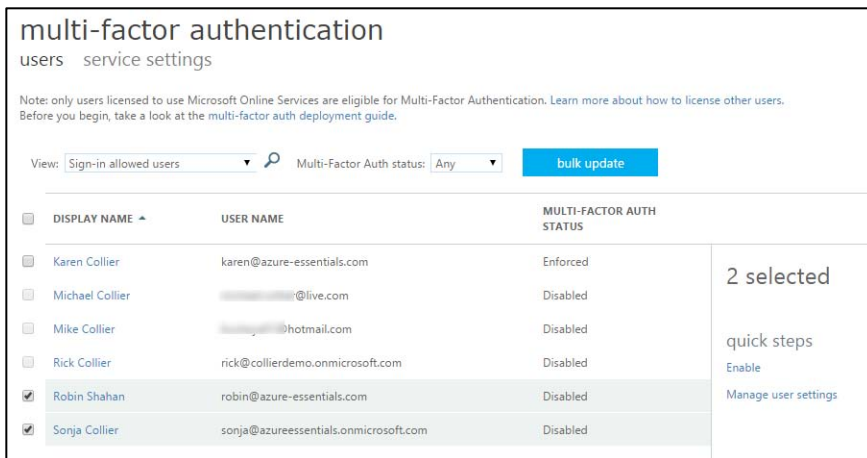 multi-factor authentication
users service settings
Note: only users licensed to use Microsoft Online Services are eligible for Multi-Factor Authentication. Learn more about how to license other users.
Before you begin, take a look at the multi-factor auth deployment guide.
View: Sign-in allowed users Multi-Factor Auth status: Any bulk update
DISPLAY NAME USER NAME MULTI-FACTOR AUTH STATUS
Karen Collier karen@azure-essentials.com Enforced
Michael Collier @live.com Disabled
Mike Collier @hotmail.com Disabled
Rick Collier rick@collierdemo.onmicrosoft.com Disabled
Robin Shahan robin@azure-essentials.com Disabled
Sonja Collier sonja@azureessentials.onmicrosoft.com Disabled
2 selected
quick steps
Enable
Manage user settings